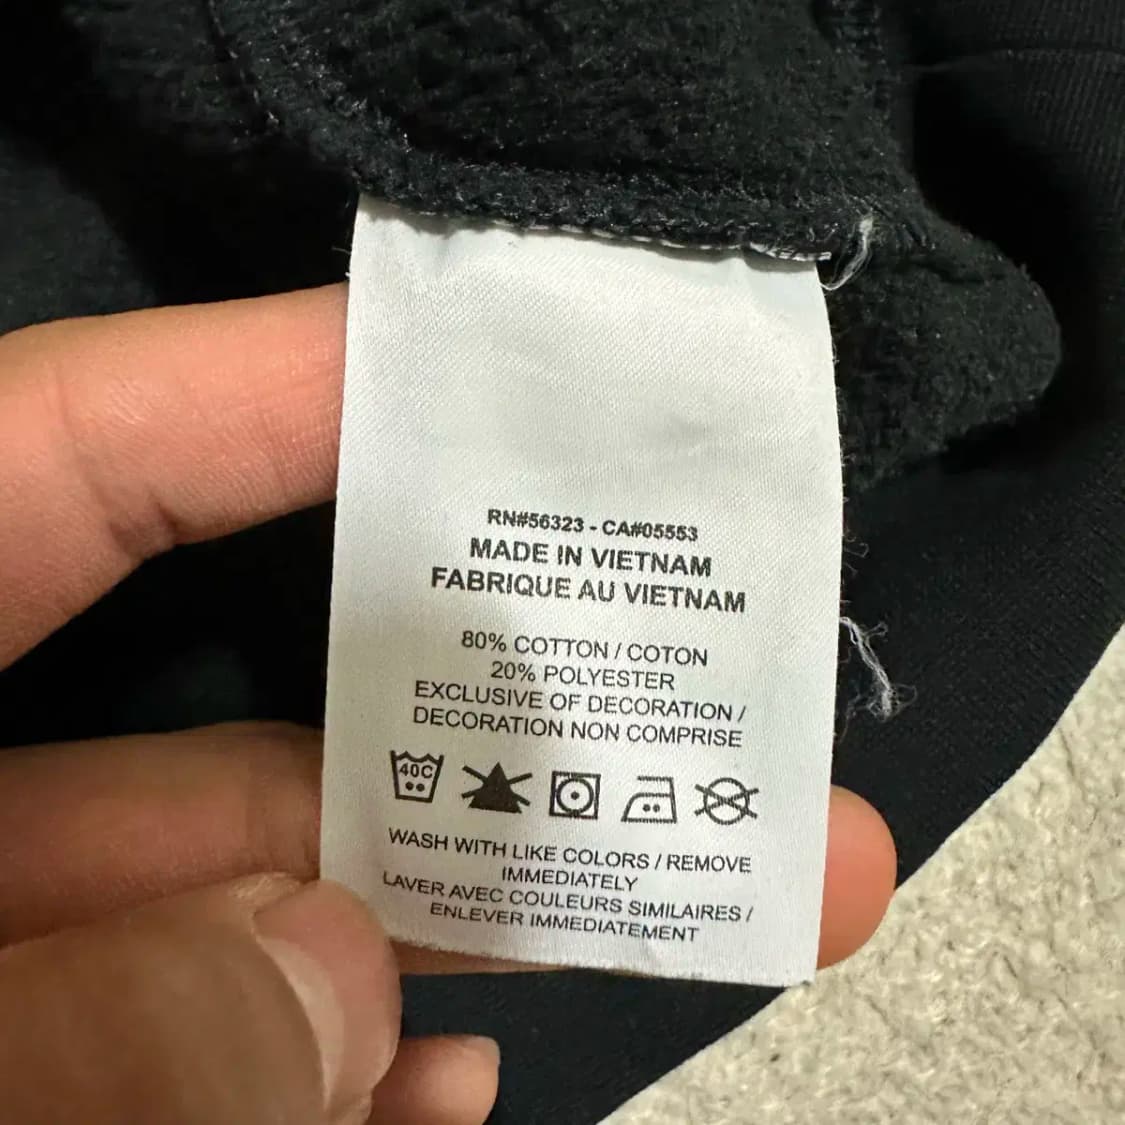 RN#56323 - CA#05553
MADE IN VIETNAM
FABRIQUE AU VIETNAM
80% COTTON / COTON
20% POLYESTER
EXCLUSIVE OF DECORATION /
DECORATION NON COMPRISE
40C
WASH WITH LIKE COLORS / REMOVE
IMMEDIATELY
LAVER AVEC COULEURS SIMILAIRES /
ENLEVER IMMEDIATEMENT